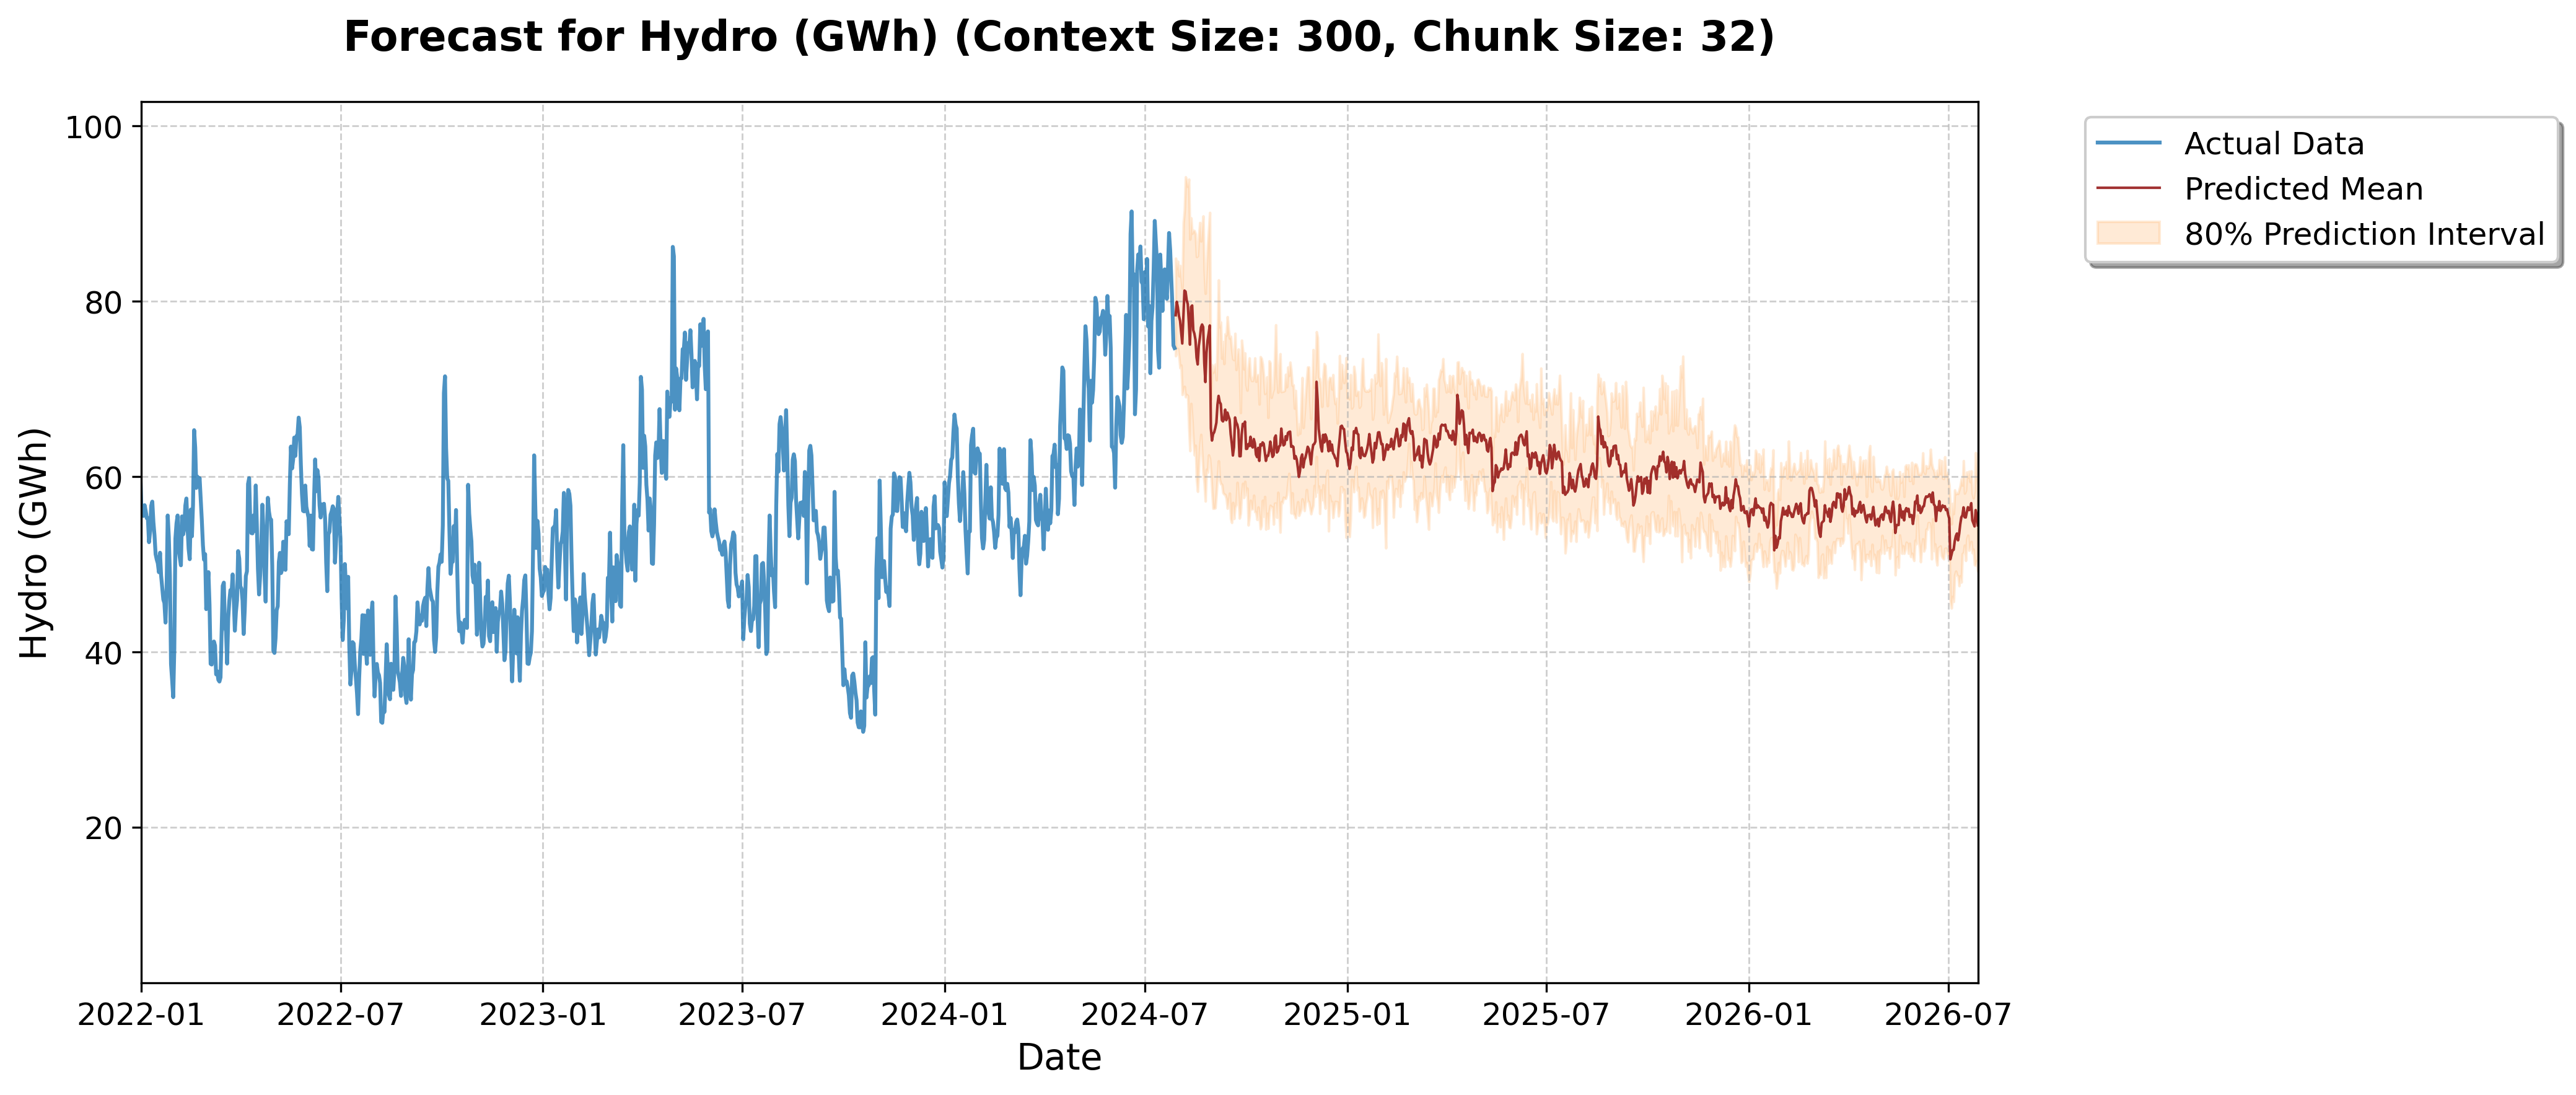 Forecast for Hydro (GWh) (Context Size: 300, Chunk Size: 32)
Actual Data
Predicted Mean
80% Prediction Interval
Hydro (GWh)
100
80
60
40
20
2022-01 2022-07 2023-01 2023-07 2024-01 2024-07 2025-01 2025-07 2026-01 2026-07
Date